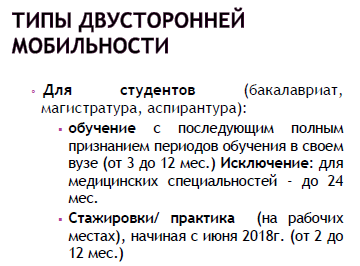 ТИПЫ ДВУСТОРОННЕЙ
МОБИЛЬНОСТИ
Для студентов (бакалавриат,
магистратура, аспирантура):
обучение с последующим полным
признанием периодов обучения в своем
вузе (от 3 до 12 мес.) Исключение: для
медицинских специальностей - до 24
мес.
Стажировки/ практика (на рабочих
местах), начиная с июня 2018г. (от 2 до
12 мес.)